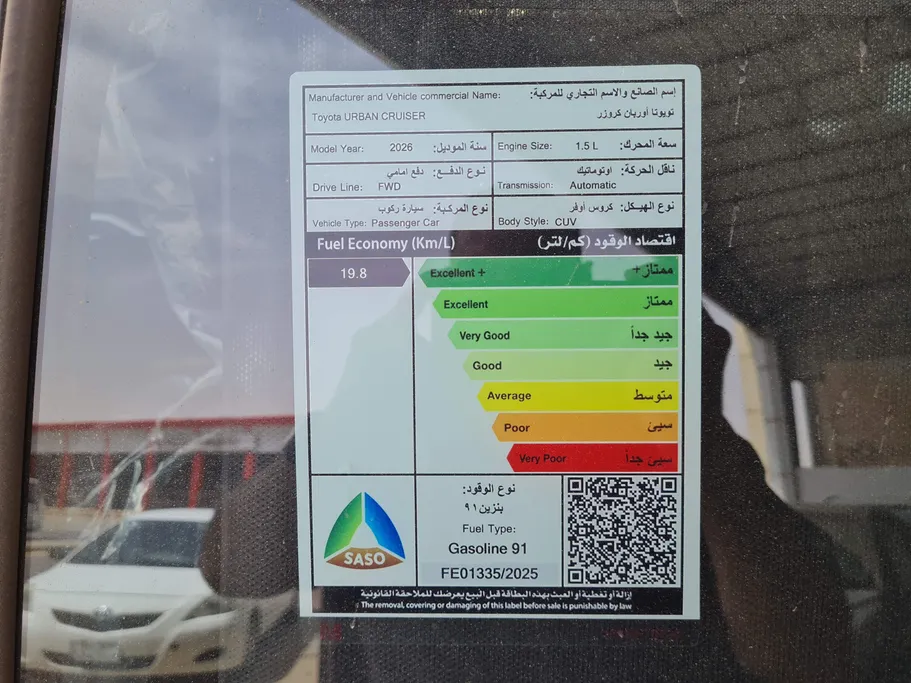 Manufacturer and Vehicle commercial Name: إسم الصانع والاسم التجاري للمركبة:
Toyota URBAN CRUISER تويوتا أوربان كروزر
Model Year: 2026 سنة الموديل:
Engine Size: 1.5 L سعة المحرك:
نوع الدفع: دفع امامي
Drive Line: FWD
ناقل الحركة: اوتوماتيك
Transmission: Automatic
نوع المركبة: سيارة ركوب
Vehicle Type: Passenger Car
نوع الهيكل: كروس أوفر
Body Style: CUV
Fuel Economy (Km/L) اقتصاد الوقود (كم/لتر)
19.8
Excellent + ممتاز+
Excellent ممتاز
Very Good جيد جداً
Good جيد
Average متوسط
Poor سيئ
Very Poor سيئ جداً
SASO
نوع الوقود:
بنزين ٩١
Fuel Type:
Gasoline 91
FE01335/2025
إزالة أو تغطية أو العبث بهذه البطاقة قبل البيع يعرضك للملاحقة القانونية
The removal, covering or damaging of this label before sale is punishable by law